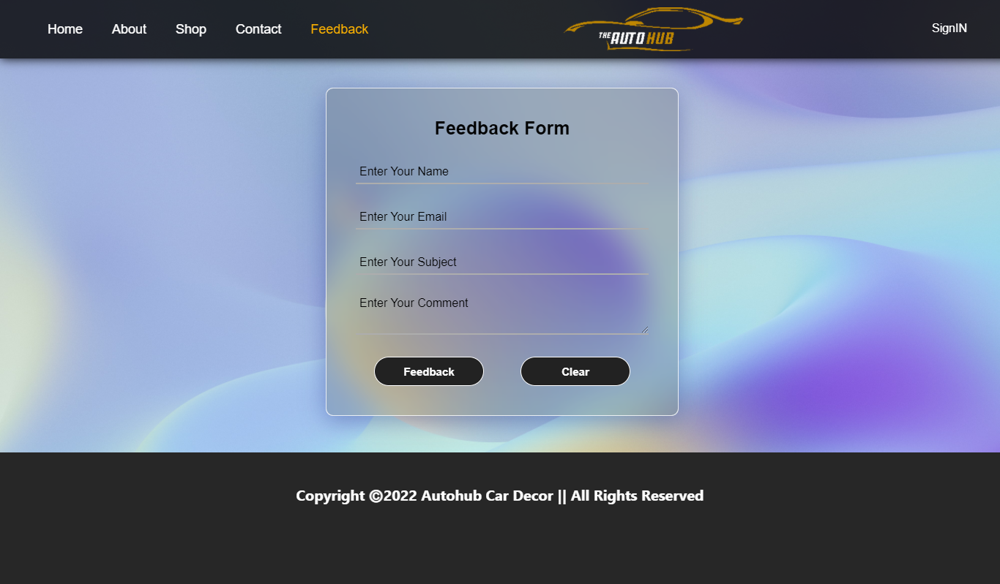 Home About Shop Contact Feedback
THE AUTO HUB
SignIN
Feedback Form
Enter Your Name
Enter Your Email
Enter Your Subject
Enter Your Comment
Feedback Clear
Copyright ©2022 Autohub Car Decor || All Rights Reserved